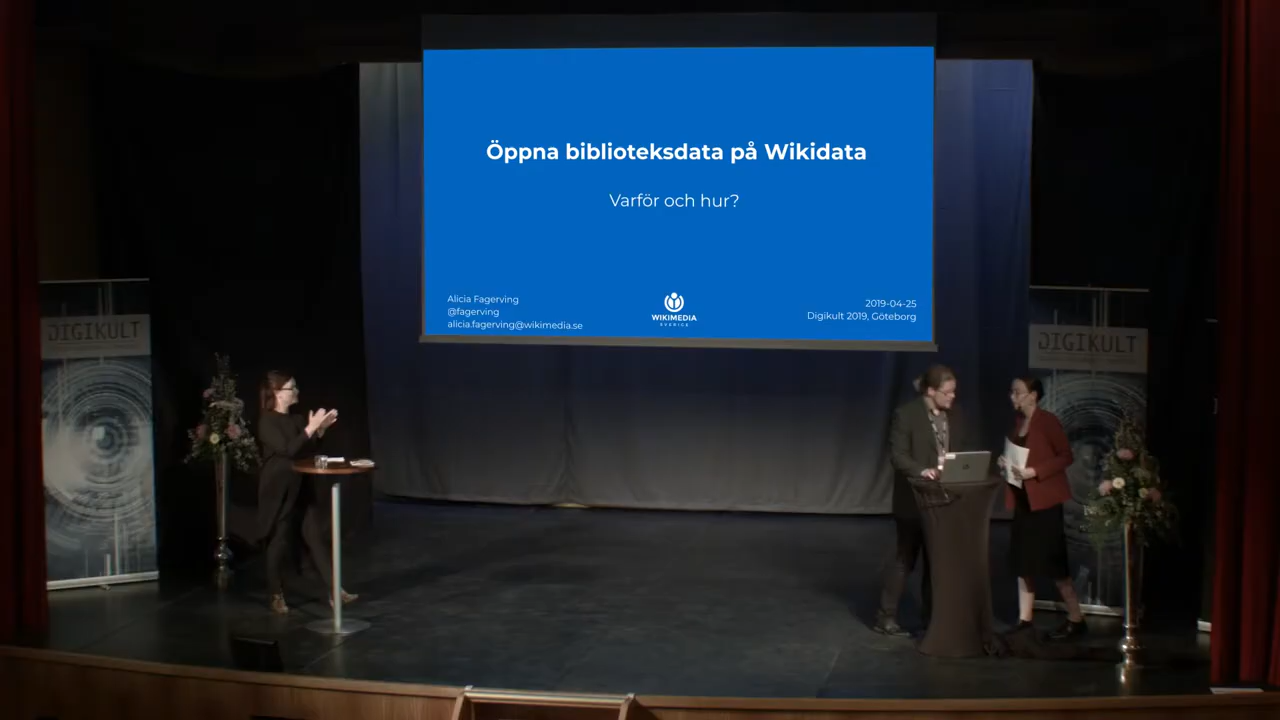 Öppna biblioteksdata på Wikidata
Varför och hur?
Alicia Fagerving
@fagerving
alicia.fagerving@wikimedia.se
WIKIMEDIA
SVERIGE
2019-04-25
Digikult 2019, Göteborg
DIGIKULT
DIGIKULT